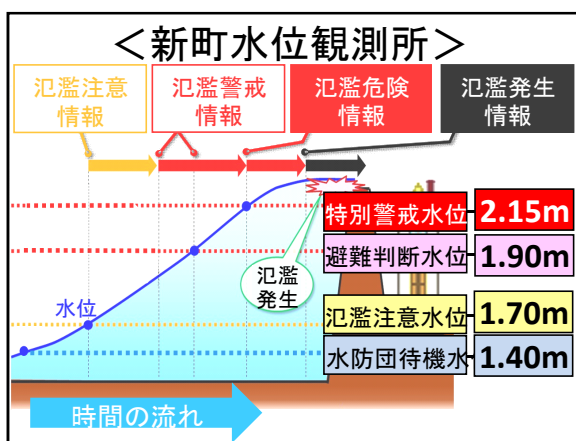 ＜新町水位観測所＞
氾濫注意
情報
氾濫警戒
情報
氾濫危険
情報
氾濫発生
情報
特別警戒水位
2.15m
避難判断水位
1.90m
氾濫
発生
水位
氾濫注意水位
1.70m
水防団待機水
1.40m
時間の流れ